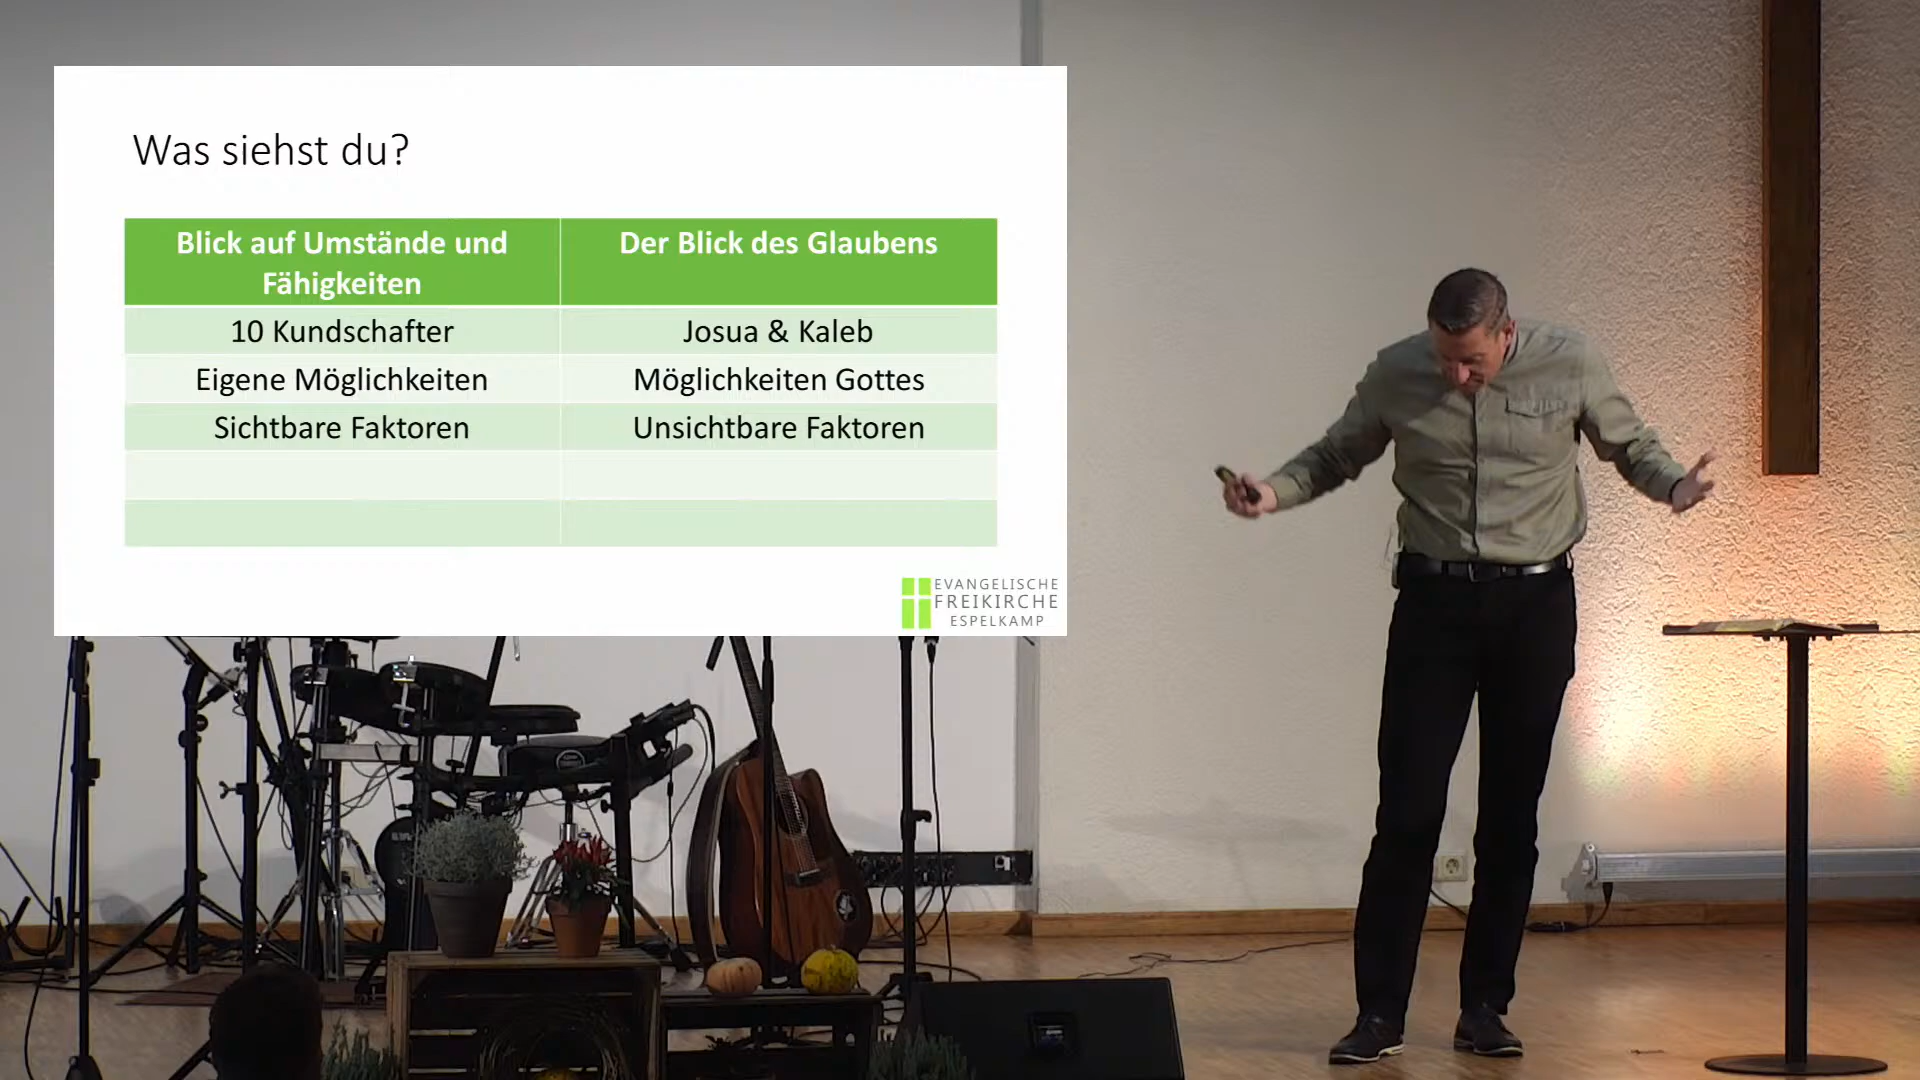 Was siehst du?
Blick auf Umstände und
Fähigkeiten
Der Blick des Glaubens
10 Kundschafter
Josua & Kaleb
Eigene Möglichkeiten
Möglichkeiten Gottes
Sichtbare Faktoren
Unsichtbare Faktoren
EVANGELISCHE
FREIKIRCHE
ESPELKAMP